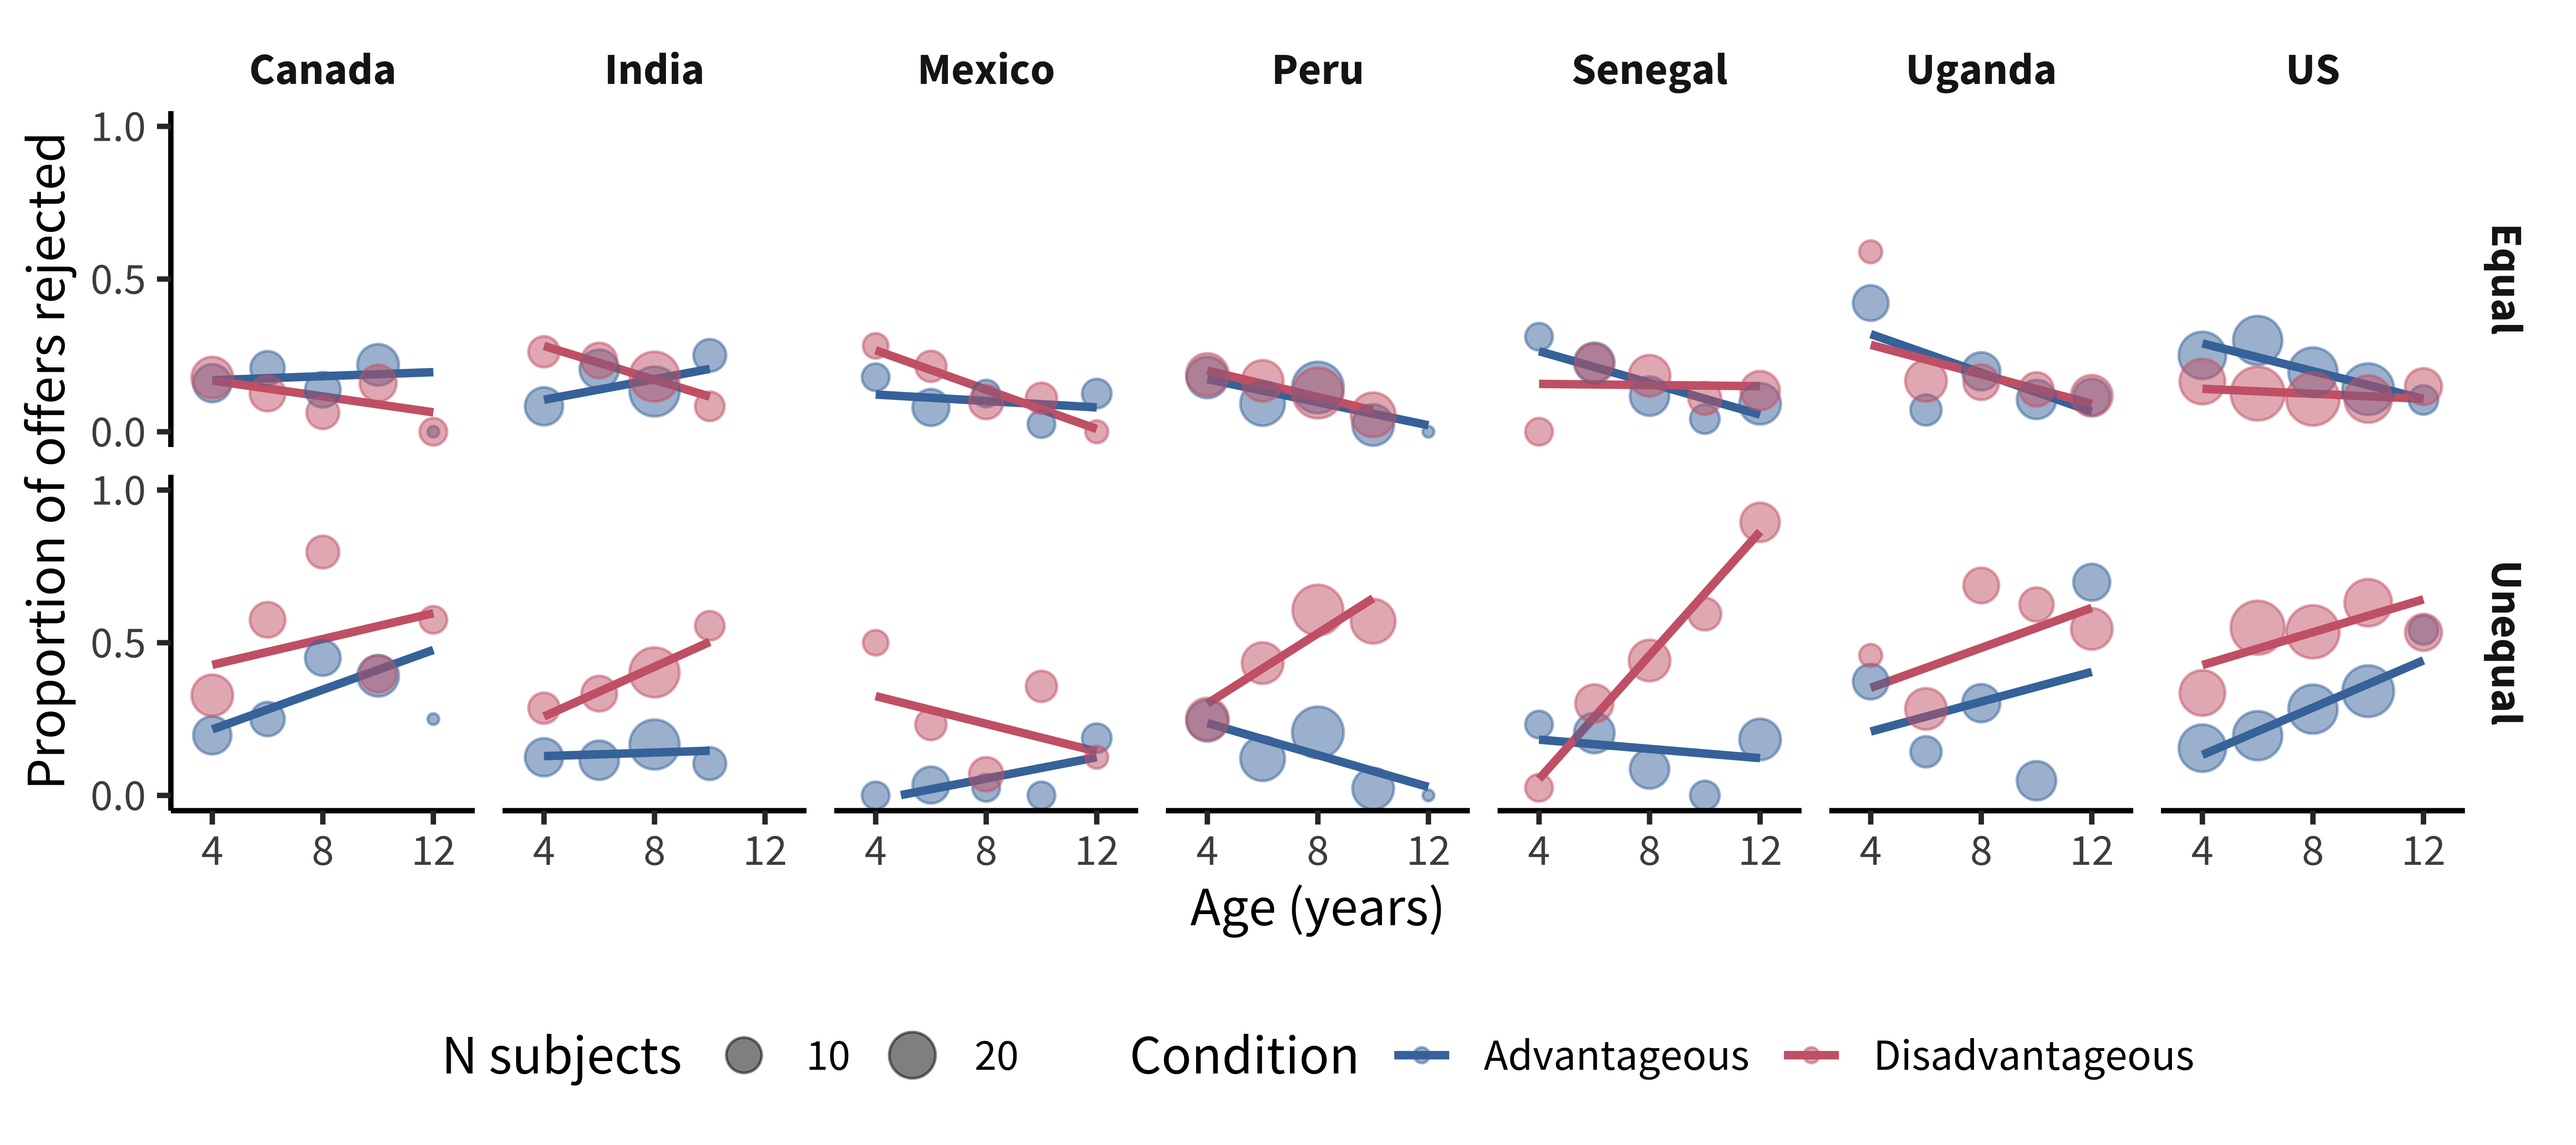 Canada India Mexico Peru Senegal Uganda US
Proportion of offers rejected
1.0
0.5
0.0
Equal
1.0
0.5
0.0
Unequal
4 8 12 4 8 12 4 8 12 4 8 12 4 8 12 4 8 12 4 8 12
Age (years)
N subjects 10 20 Condition Advantageous Disadvantageous